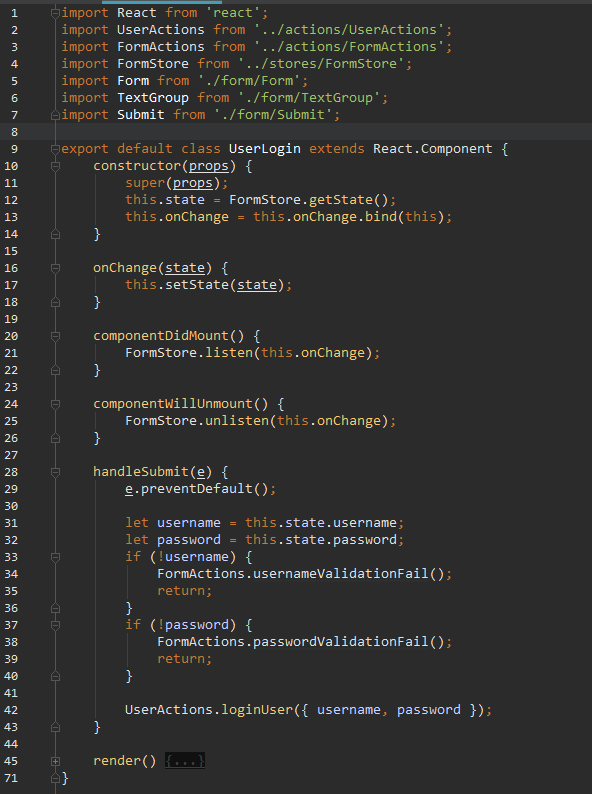 1 import React from 'react';
2 import UserActions from '../actions/UserActions';
3 import FormActions from '../actions/FormActions';
4 import FormStore from '../stores/FormStore';
5 import Form from './form/Form';
6 import TextGroup from './form/TextGroup';
7 import Submit from './form/Submit';
8
9 export default class UserLogin extends React.Component {
10     constructor(props) {
11         super(props);
12         this.state = FormStore.getState();
13         this.onChange = this.onChange.bind(this);
14     }
15
16     onChange(state) {
17         this.setState(state);
18     }
19
20     componentDidMount() {
21         FormStore.listen(this.onChange);
22     }
23
24     componentWillUnmount() {
25         FormStore.unlisten(this.onChange);
26     }
27
28     handleSubmit(e) {
29         e.preventDefault();
30
31         let username = this.state.username;
32         let password = this.state.password;
33         if (!username) {
34             FormActions.usernameValidationFail();
35             return;
36         }
37         if (!password) {
38             FormActions.passwordValidationFail();
39             return;
40         }
41
42         UserActions.loginUser({ username, password });
43     }
44
45     render() {...}
71 }